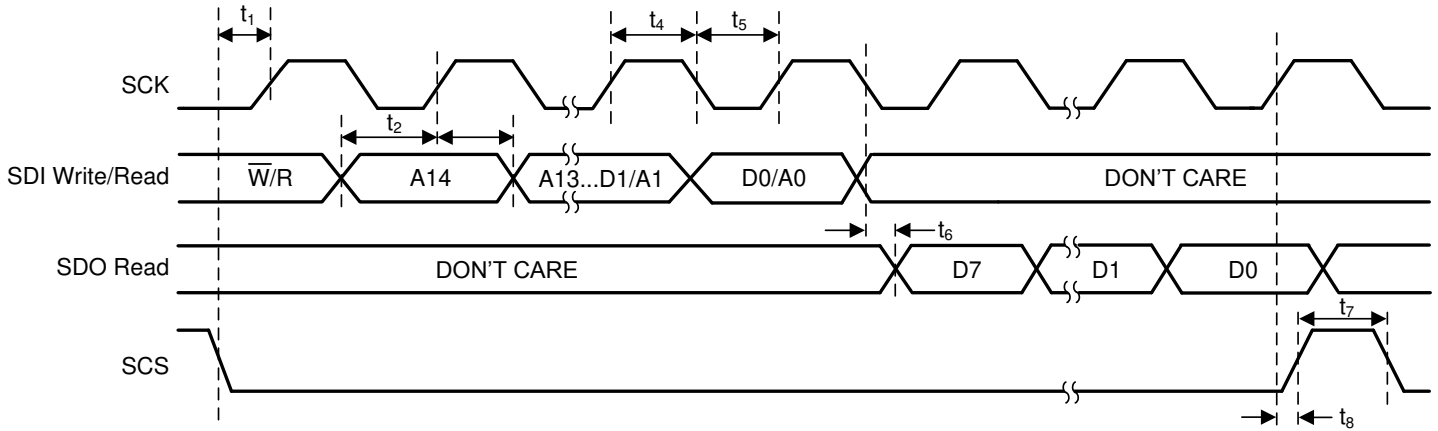 t₁ t₄ t₅
SCK
t₂
SDI Write/Read W̅/R A14 A13...D1/A1 D0/A0 DON'T CARE
t₆
SDO Read DON'T CARE D7 D1 D0
t₇
SCS
t₈